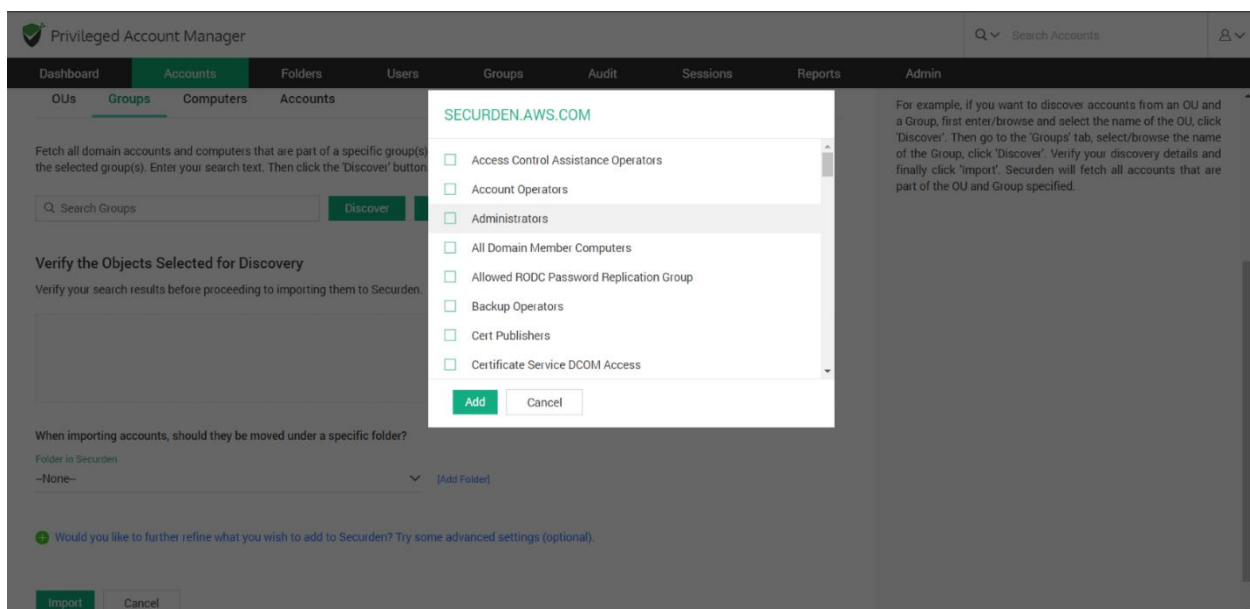 Privileged Account Manager
Search Accounts
Dashboard Accounts Folders Users Groups Audit Sessions Reports Admin
OUs Groups Computers Accounts
Fetch all domain accounts and computers that are part of a specific group(s)
the selected group(s). Enter your search text. Then click the 'Discover' button
Search Groups
Discover
Verify the Objects Selected for Discovery
Verify your search results before proceeding to importing them to Securden.
When importing accounts, should they be moved under a specific folder?
Folder in Securden
--None--
[Add Folder]
Would you like to further refine what you wish to add to Securden? Try some advanced settings (optional).
Import Cancel
SECURDEN.AWS.COM
Access Control Assistance Operators
Account Operators
Administrators
All Domain Member Computers
Allowed RODC Password Replication Group
Backup Operators
Cert Publishers
Certificate Service DCOM Access
Add Cancel
For example, if you want to discover accounts from an OU and
a Group, first enter/browse and select the name of the OU, click
'Discover'. Then go to the 'Groups' tab, select/browse the name
of the Group, click 'Discover'. Verify your discovery details and
finally click 'Import'. Securden will fetch all accounts that are
part of the OU and Group specified.